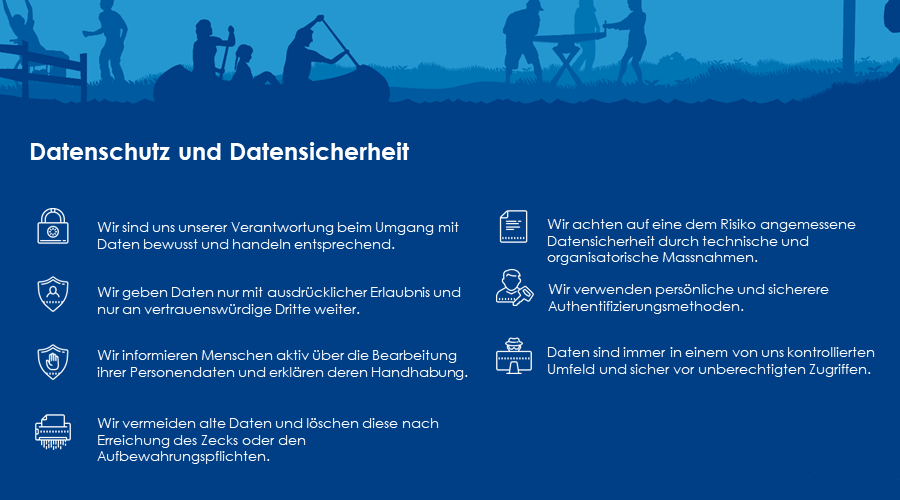 Datenschutz und Datensicherheit
Wir sind uns unserer Verantwortung beim Umgang mit
Daten bewusst und handeln entsprechend.
Wir geben Daten nur mit ausdrücklicher Erlaubnis und
nur an vertrauenswürdige Dritte weiter.
Wir informieren Menschen aktiv über die Bearbeitung
ihrer Personendaten und erklären deren Handhabung.
Wir vermeiden alte Daten und löschen diese nach
Erreichung des Zecks oder den
Aufbewahrungspflichten.
Wir achten auf eine dem Risiko angemessene
Datensicherheit durch technische und
organisatorische Massnahmen.
Wir verwenden persönliche und sicherere
Authentifizierungsmethoden.
Daten sind immer in einem von uns kontrollierten
Umfeld und sicher vor unberechtigten Zugriffen.